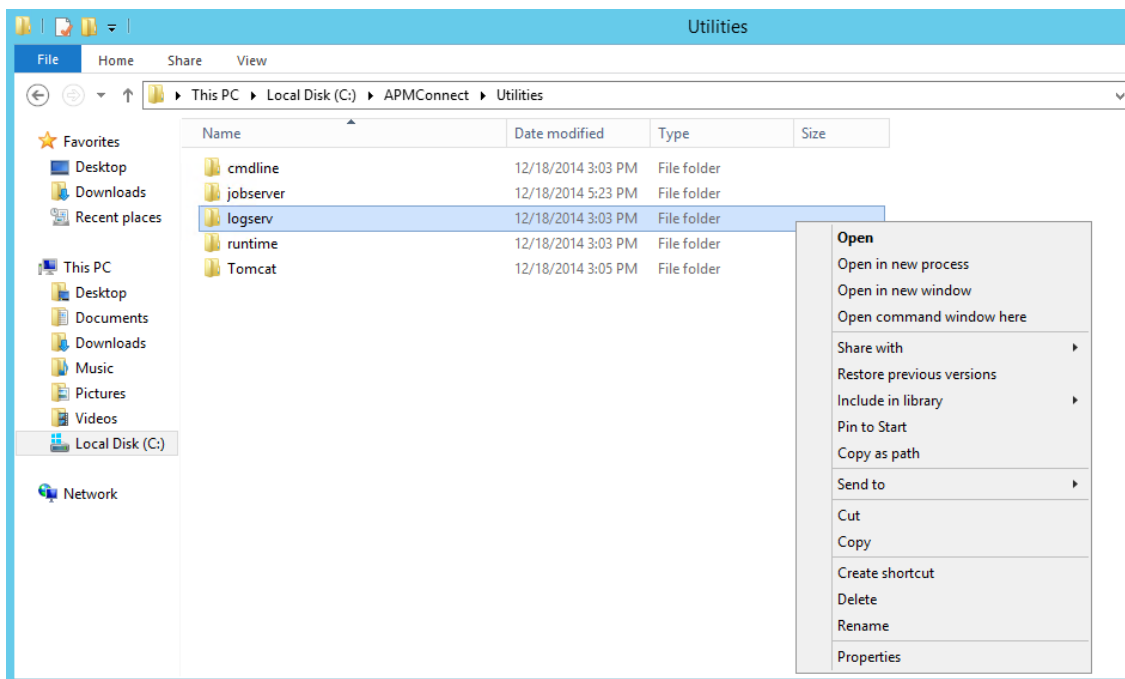 Utilities
File Home Share View
This PC Local Disk (C:) APMConnect Utilities
Name Date modified Type Size
Favorites
Desktop
Downloads
Recent places
This PC
Desktop
Documents
Downloads
Music
Pictures
Videos
Local Disk (C:)
Network
cmdline 12/18/2014 3:03 PM File folder
jobserver 12/18/2014 5:23 PM File folder
logserv 12/18/2014 3:03 PM File folder
runtime 12/18/2014 3:03 PM File folder
Tomcat 12/18/2014 3:05 PM File folder
Open
Open in new process
Open in new window
Open command window here
Share with
Restore previous versions
Include in library
Pin to Start
Copy as path
Send to
Cut
Copy
Create shortcut
Delete
Rename
Properties